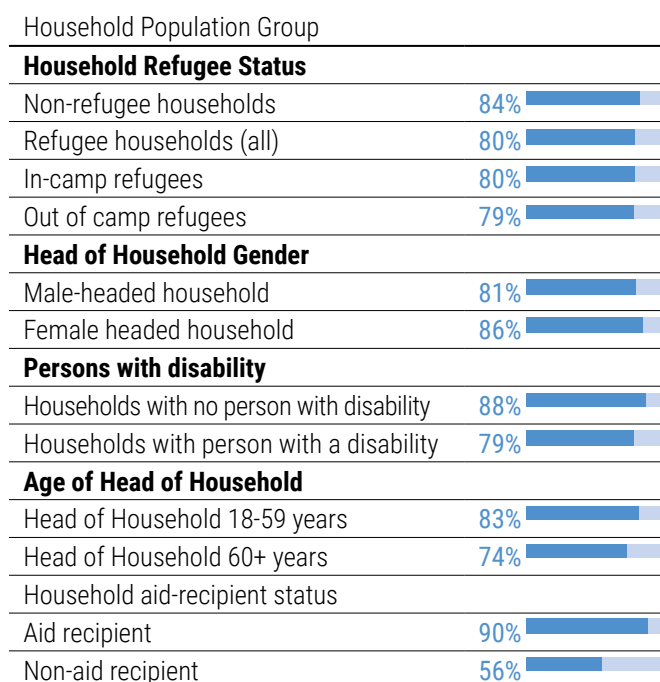 Household Population Group
Household Refugee Status
Non-refugee households 84%
Refugee households (all) 80%
In-camp refugees 80%
Out of camp refugees 79%
Head of Household Gender
Male-headed household 81%
Female headed household 86%
Persons with disability
Households with no person with disability 88%
Households with person with a disability 79%
Age of Head of Household
Head of Household 18-59 years 83%
Head of Household 60+ years 74%
Household aid-recipient status
Aid recipient 90%
Non-aid recipient 56%